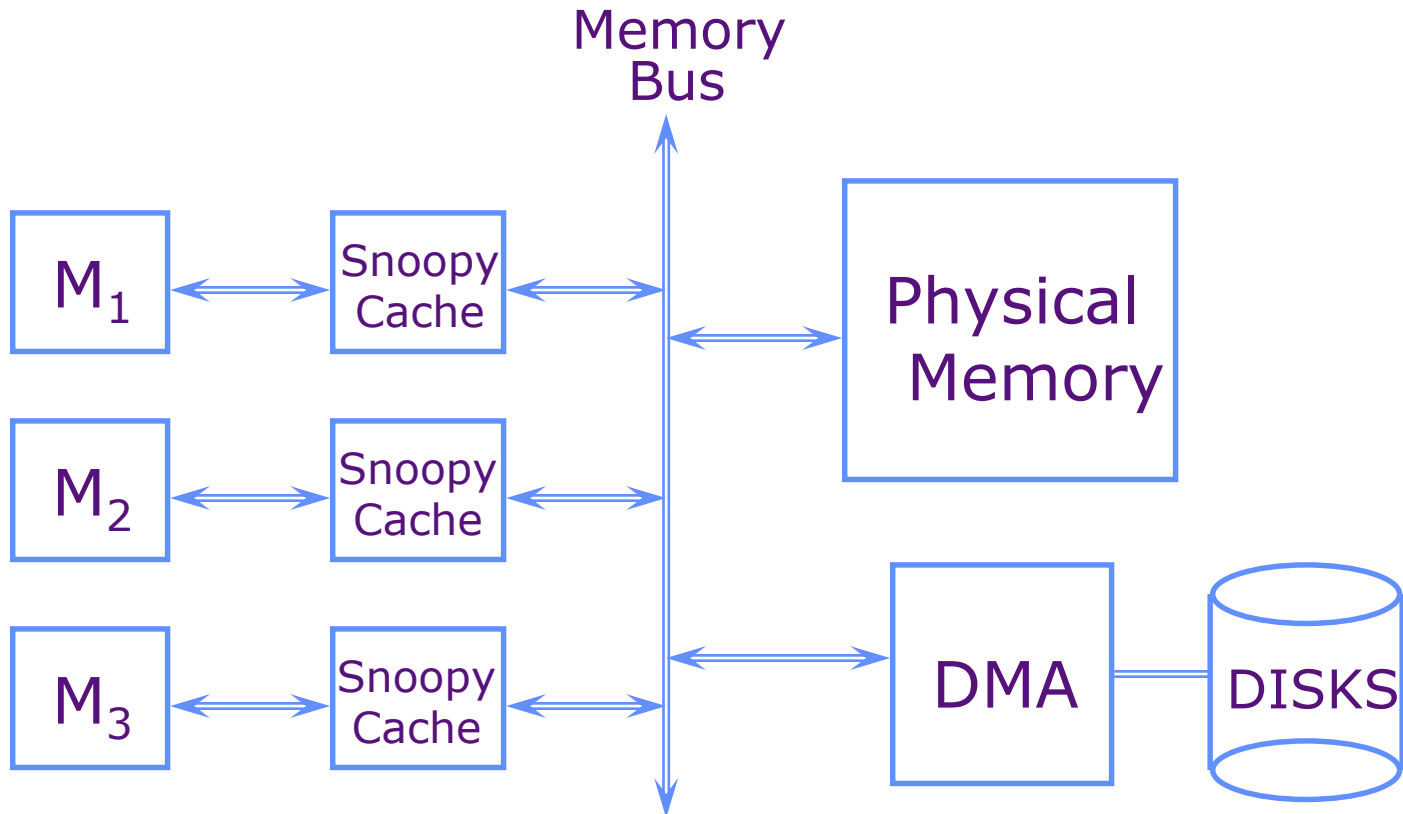 Memory
Bus
M1
Snoopy
Cache
Physical
Memory
M2
Snoopy
Cache
M3
Snoopy
Cache
DMA
DISKS